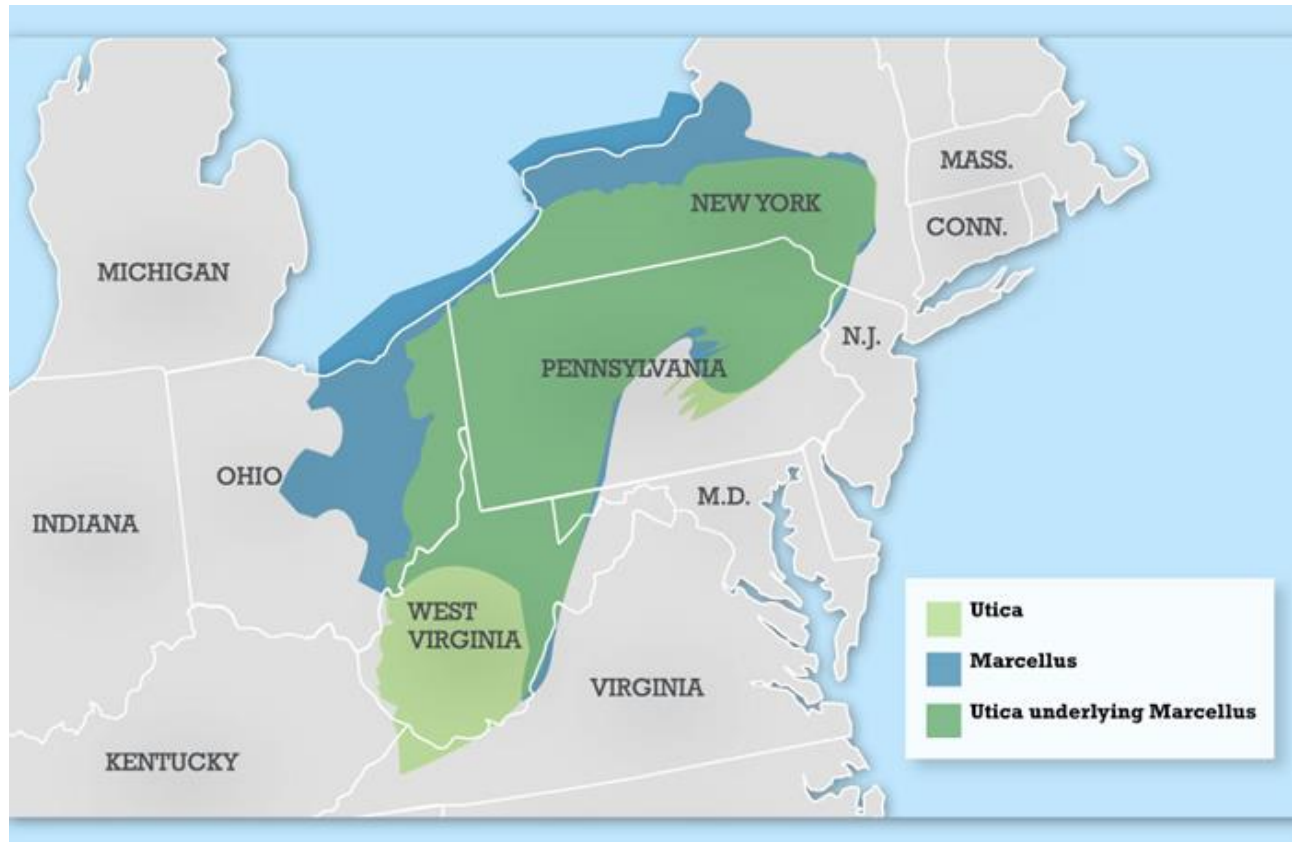 MASS.
NEW YORK
CONN.
MICHIGAN
N.J.
PENNSYLVANIA
OHIO
M.D.
INDIANA
WEST
VIRGINIA
VIRGINIA
KENTUCKY
Utica
Marcellus
Utica underlying Marcellus